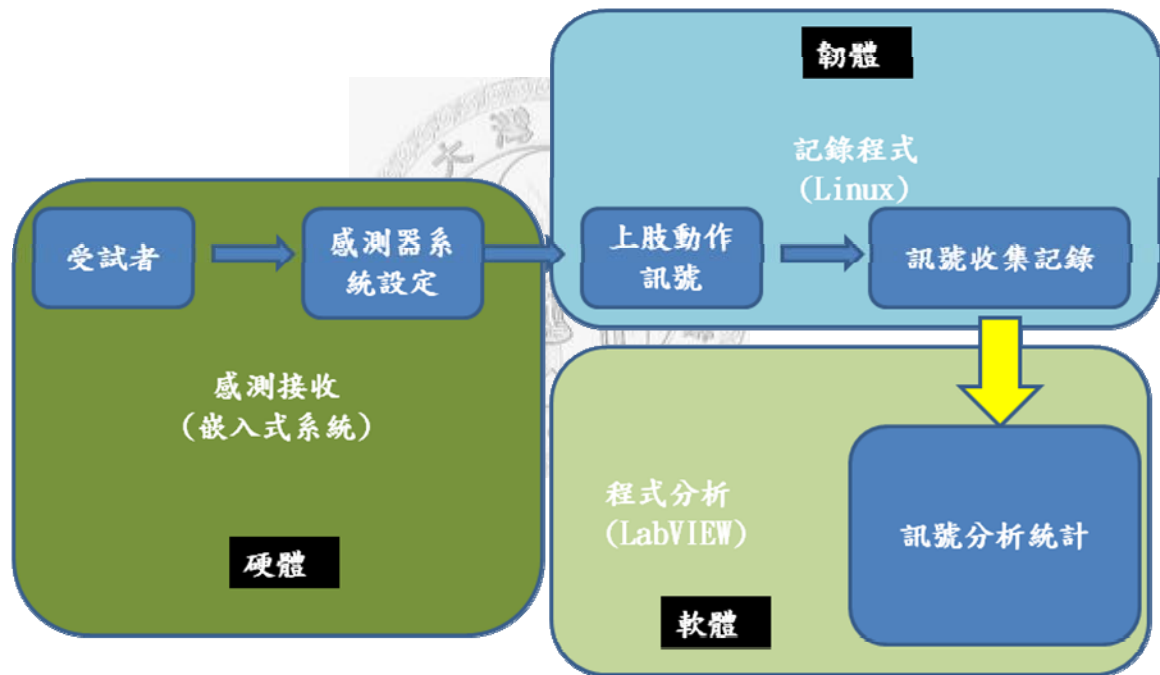 韌體
記錄程式
(Linux)
大灣
受試者
感測器系
統設定
上肢動作
訊號
訊號收集記錄
感測接收
(嵌入式系統)
硬體
程式分析
(LabVIEW)
訊號分析統計
軟體